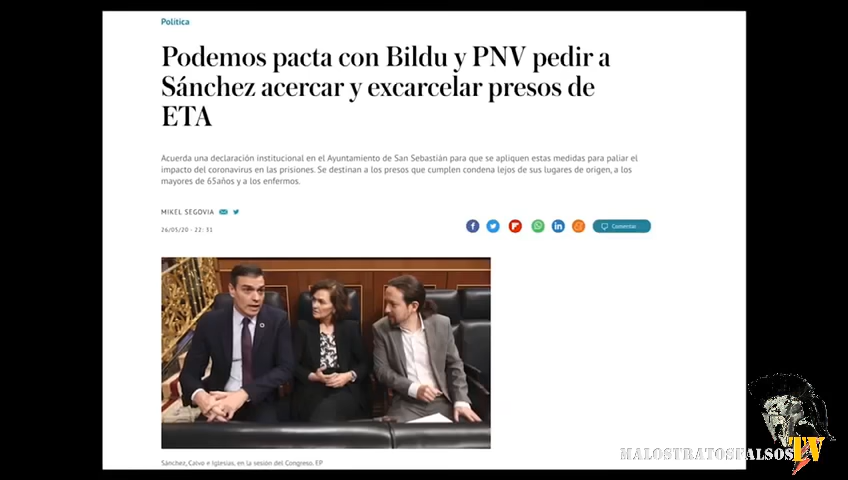 Política
Podemos pacta con Bildu y PNV pedir a
Sánchez acercar y excarcelar presos de
ETA
Acuerda una declaración institucional en el Ayuntamiento de San Sebastián para que se apliquen estas medidas para paliar el
impacto del coronavirus en las prisiones. Se destinan a los presos que cumplen condena lejos de sus lugares de origen, a los
mayores de 65años y a los enfermos.
MIKEL SEGOVIA
26/05/20 - 22: 31
Comentar
Sánchez, Calvo e Iglesias, en la sesión del Congreso. EP
MALOSTRATOSFALSOS TV